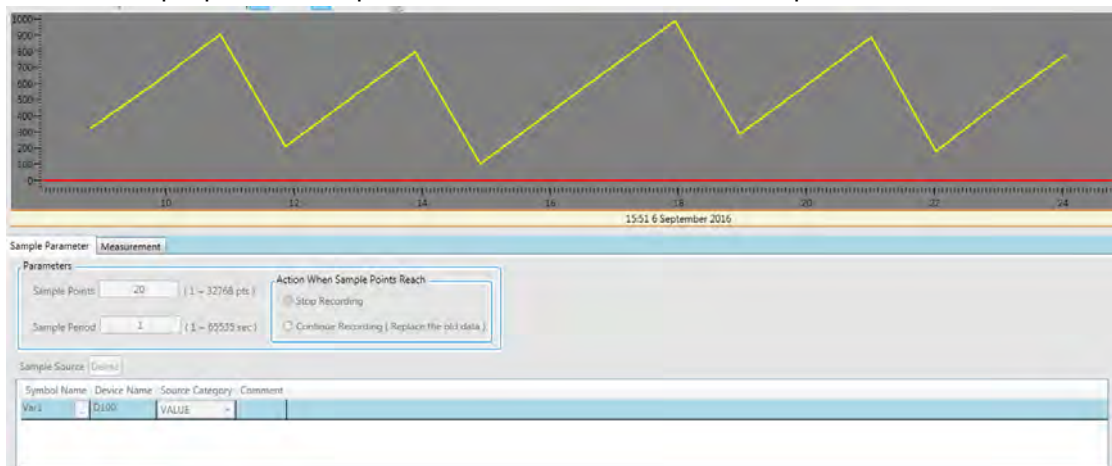 1000
900
800
700
600
500
400
300
200
100
0
10 12 14 16 18 20 22 24
15:51 6 September 2016
Sample Parameter Measurement
Parameters
Sample Points 20 ( 1 ~ 32768 pts )
Sample Period 1 ( 1 ~ 65535 sec )
Action When Sample Points Reach
Stop Recording
Continue Recording ( Replace the old data )
Sample Source Delete
Symbol Name Device Name Source Category Comment
Var1 ... D100 VALUE